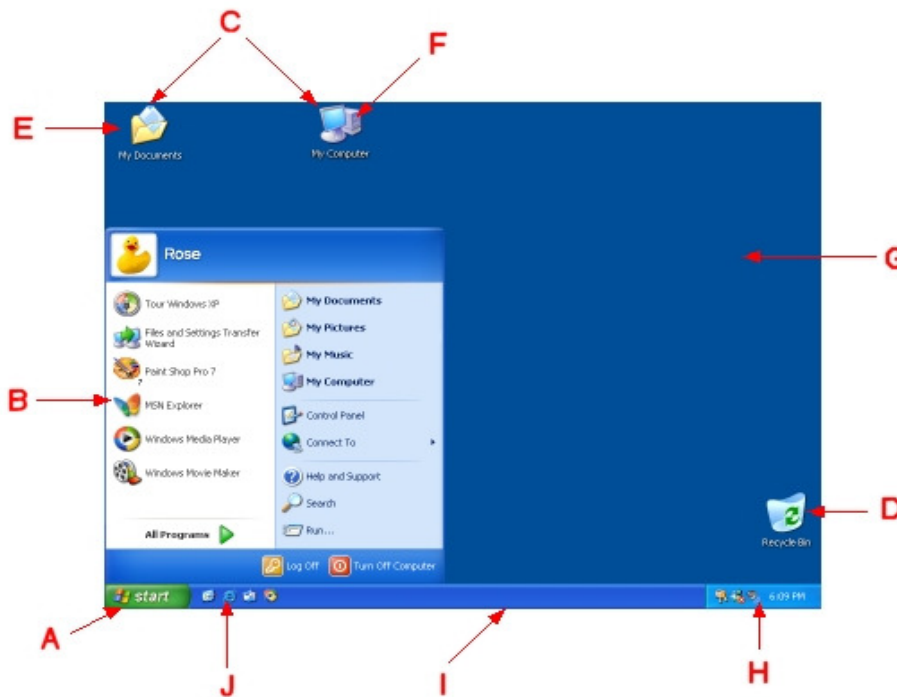 C
F
E
My Documents
My Computer
G
Rose
Tour Windows XP
Files and Settings Transfer
Wizard
Paint Shop Pro 7
7
B
MSN Explorer
Windows Media Player
Windows Movie Maker
All Programs
My Documents
My Pictures
My Music
My Computer
Control Panel
Connect To
Help and Support
Search
Run...
D
Recycle Bin
Log Off
Turn Off Computer
start
6:09 PM
A
J
I
H